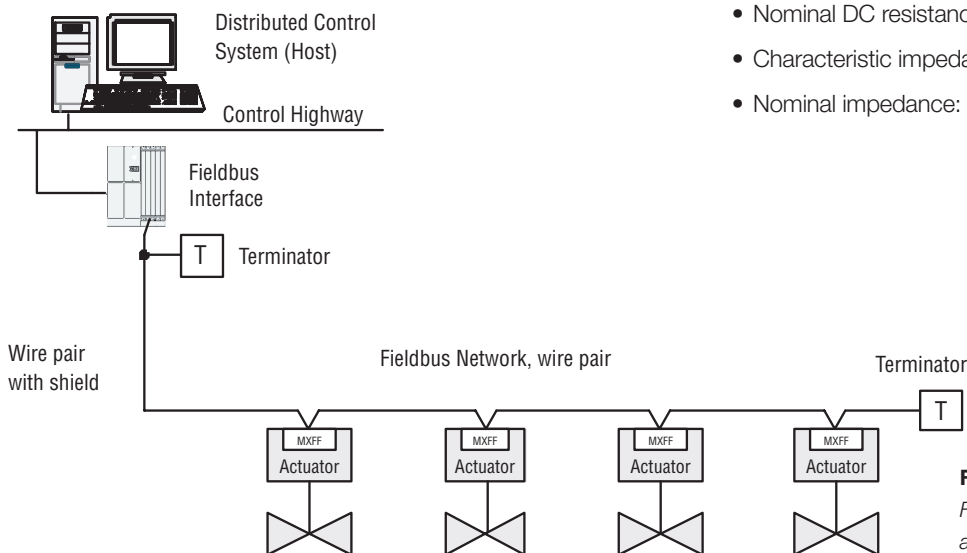 Distributed Control
System (Host)
• Nominal DC resistanc
• Characteristic impeda
• Nominal impedance:
Control Highway
Fieldbus
Interface
T
Terminator
Wire pair
with shield
Fieldbus Network, wire pair
Terminator
T
MXFF
Actuator
MXFF
Actuator
MXFF
Actuator
MXFF
Actuator